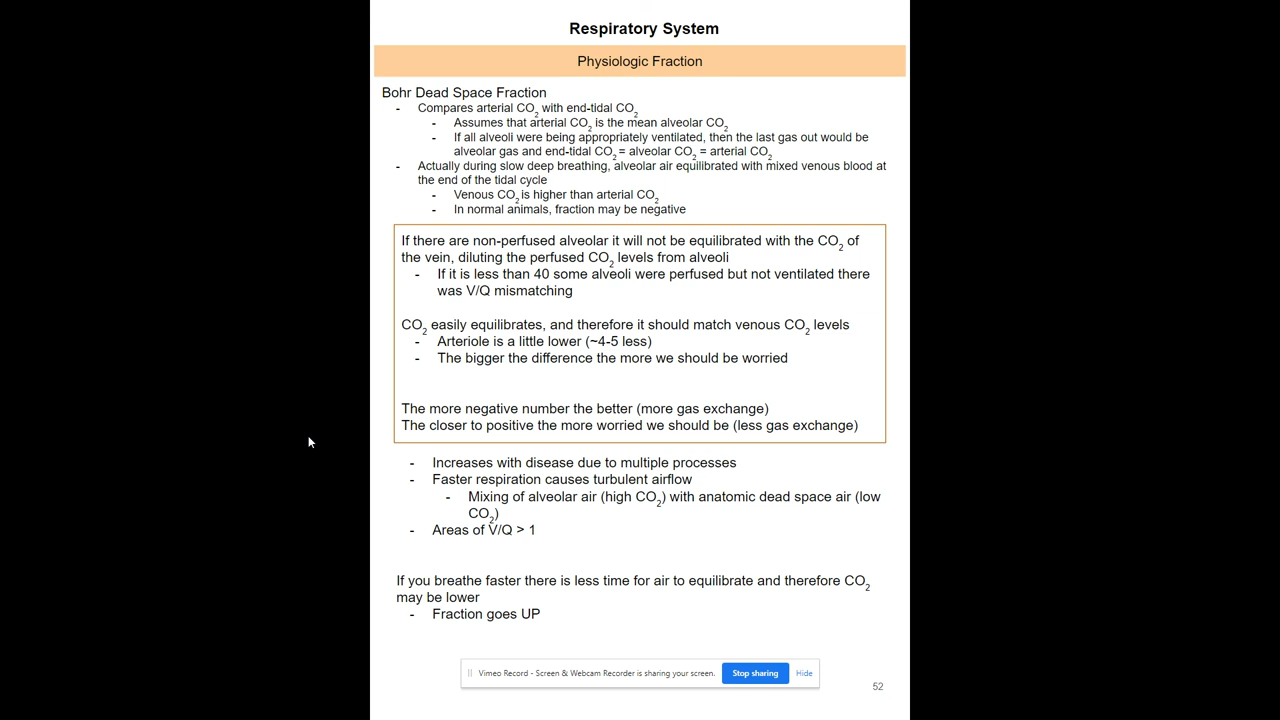 Respiratory System
Physiologic Fraction
Bohr Dead Space Fraction
- Compares arterial CO2 with end-tidal CO2
- Assumes that arterial CO2 is the mean alveolar CO2
- If all alveoli were being appropriately ventilated, then the last gas out would be
alveolar gas and end-tidal CO2 = alveolar CO2 = arterial CO2
- Actually during slow deep breathing, alveolar air equilibrated with mixed venous blood at
the end of the tidal cycle
- Venous CO2 is higher than arterial CO2
- In normal animals, fraction may be negative
If there are non-perfused alveolar it will not be equilibrated with the CO2 of
the vein, diluting the perfused CO2 levels from alveoli
- If it is less than 40 some alveoli were perfused but not ventilated there
was V/Q mismatching
CO2 easily equilibrates, and therefore it should match venous CO2 levels
- Arteriole is a little lower (~4-5 less)
- The bigger the difference the more we should be worried
The more negative number the better (more gas exchange)
The closer to positive the more worried we should be (less gas exchange)
- Increases with disease due to multiple processes
- Faster respiration causes turbulent airflow
- Mixing of alveolar air (high CO2) with anatomic dead space air (low
CO2)
- Areas of V/Q > 1
If you breathe faster there is less time for air to equilibrate and therefore CO2
may be lower
- Fraction goes UP
Vimeo Record - Screen & Webcam Recorder is sharing your screen. Stop sharing Hide
52